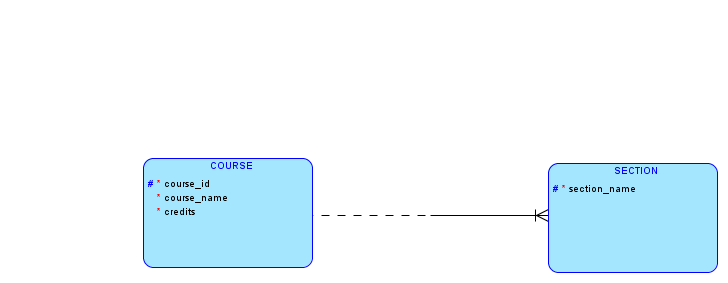 COURSE
# * course_id
* course_name
* credits
SECTION
# * section_name